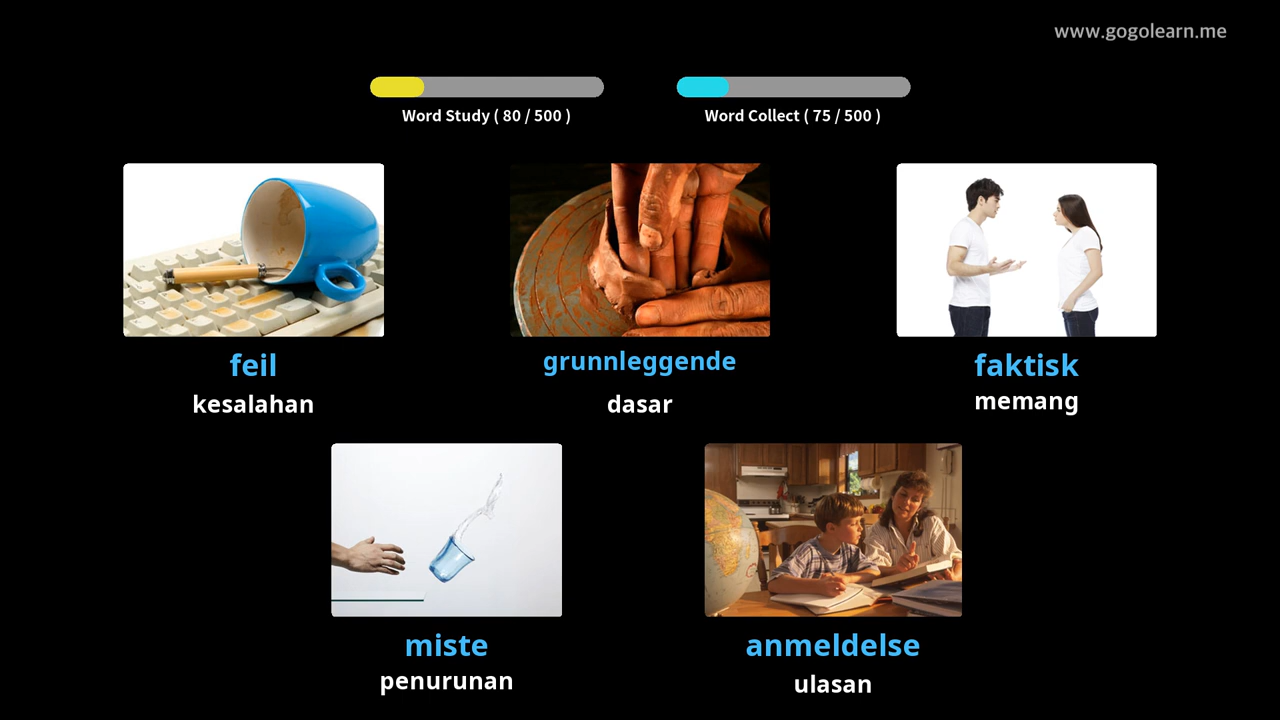 www.gogolearn.me
Word Study ( 80 / 500 )
Word Collect ( 75 / 500 )
feil
kesalahan
grunnleggende
dasar
faktisk
memang
miste
penurunan
anmeldelse
ulasan